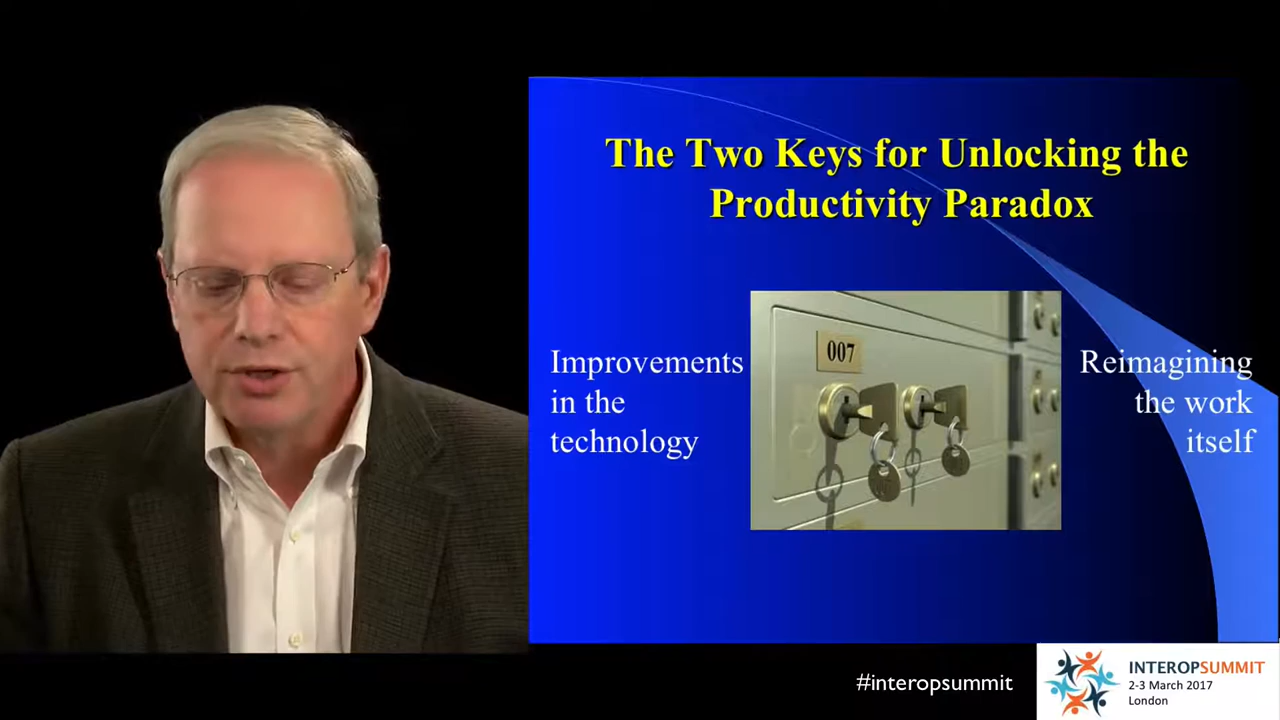 The Two Keys for Unlocking the
Productivity Paradox
Improvements
in the
technology
007
Reimagining
the work
itself
#interopsummit
INTEROPSUMMIT
2-3 March 2017
London